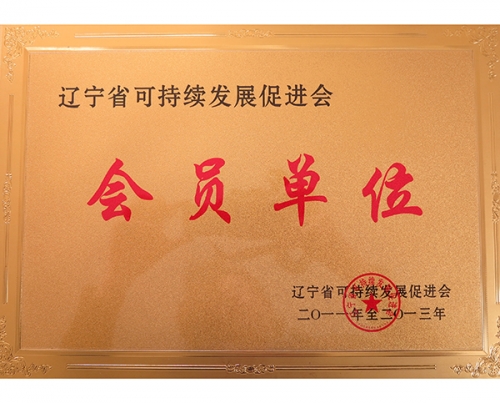 辽宁省可持续发展促进会
会员单位
辽宁省可持续发展促进会
二〇一一年至二〇一三年